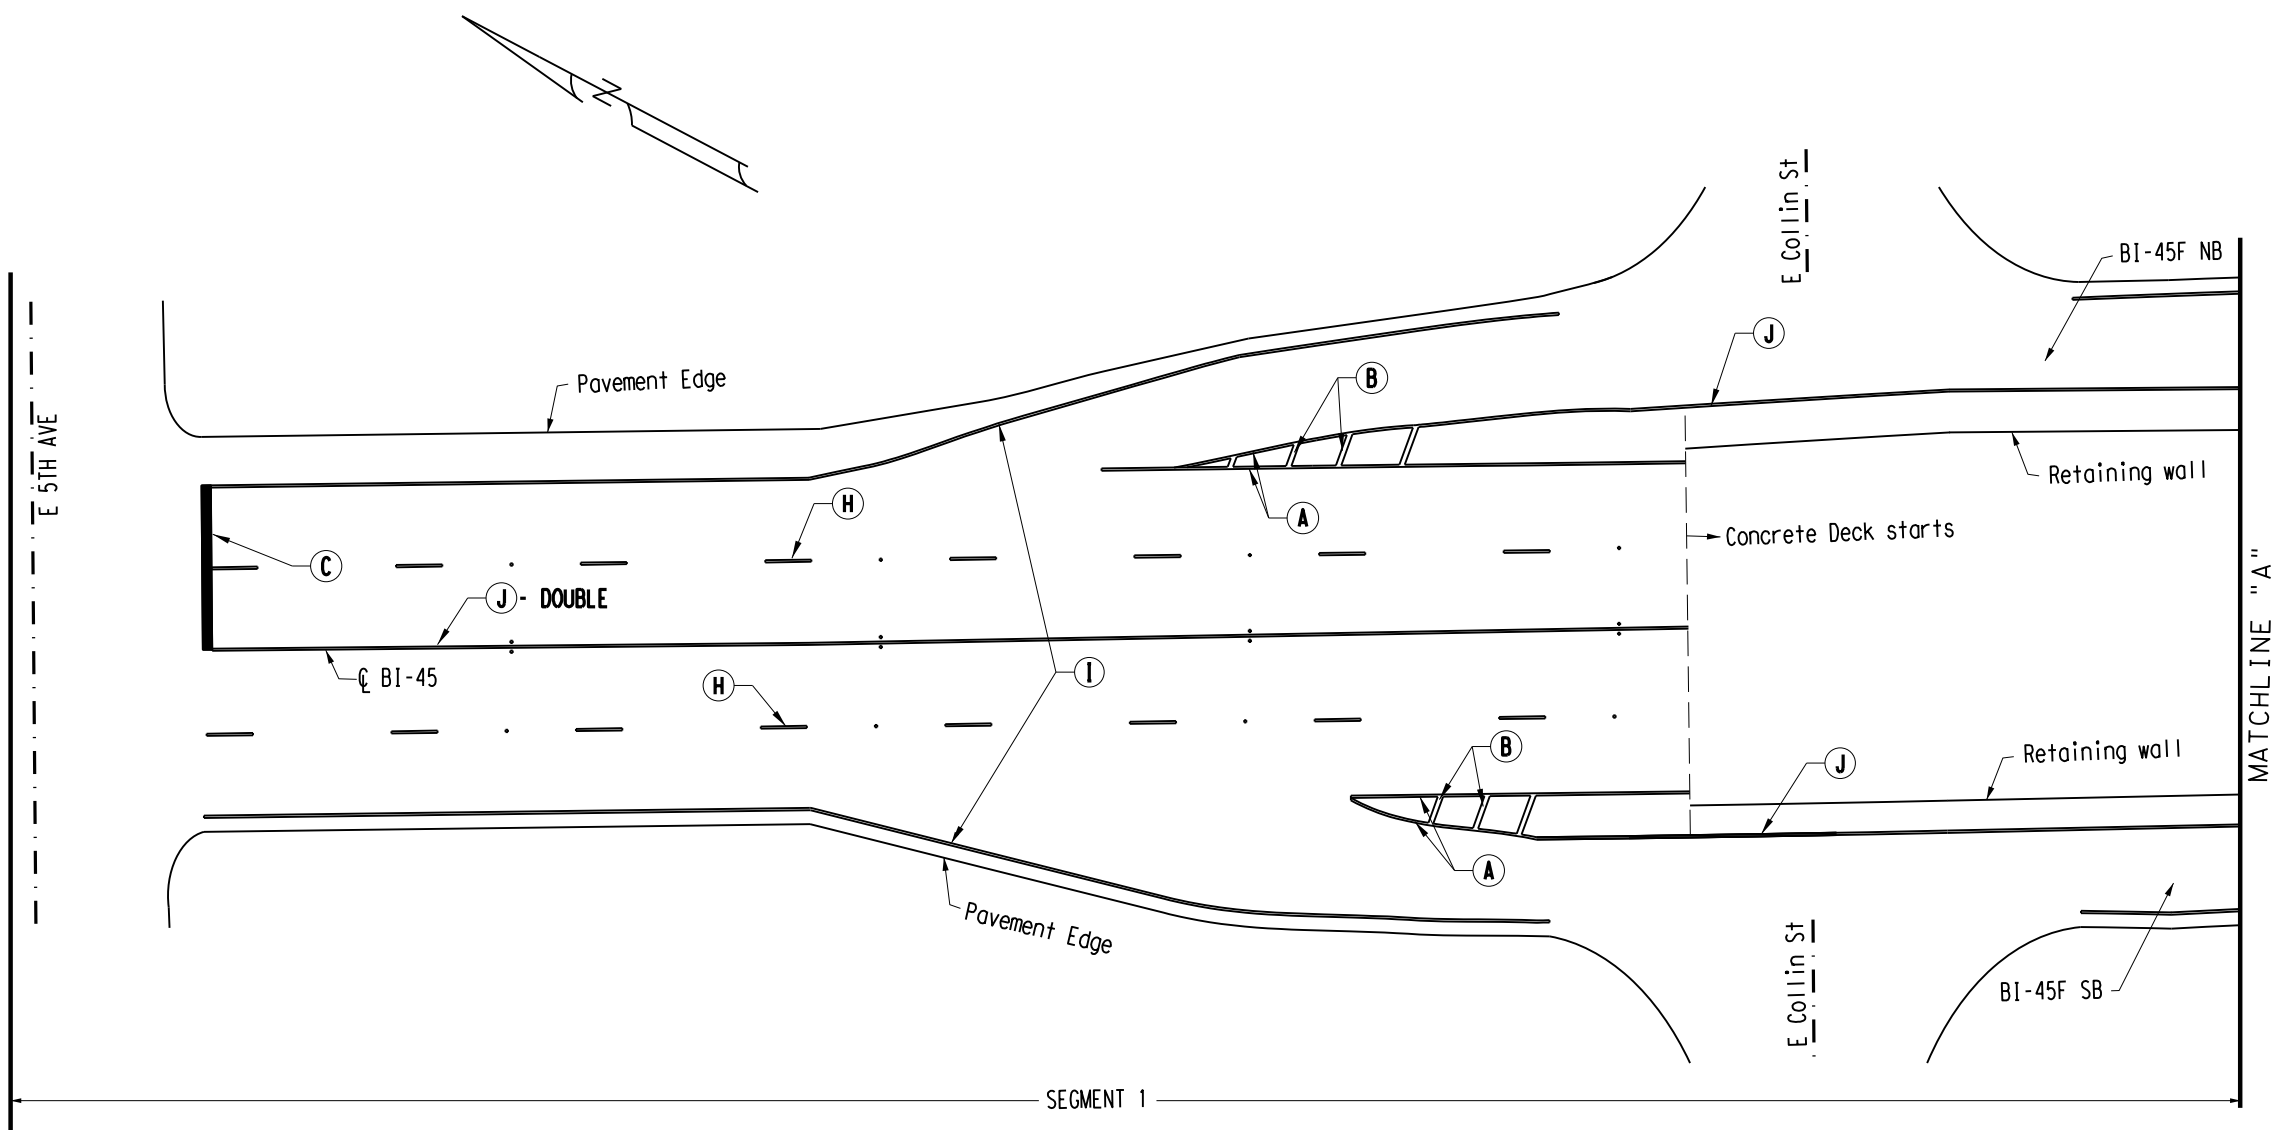 N
E Collin St
BI-45F NB
J
Pavement Edge
B
E 5TH AVE
Retaining wall
H
A
Concrete Deck starts
C
J - DOUBLE
MATCHLINE "A"
℄ BI-45
H
I
B
Retaining wall
J
A
Pavement Edge
E Collin St
BI-45F SB
SEGMENT 1